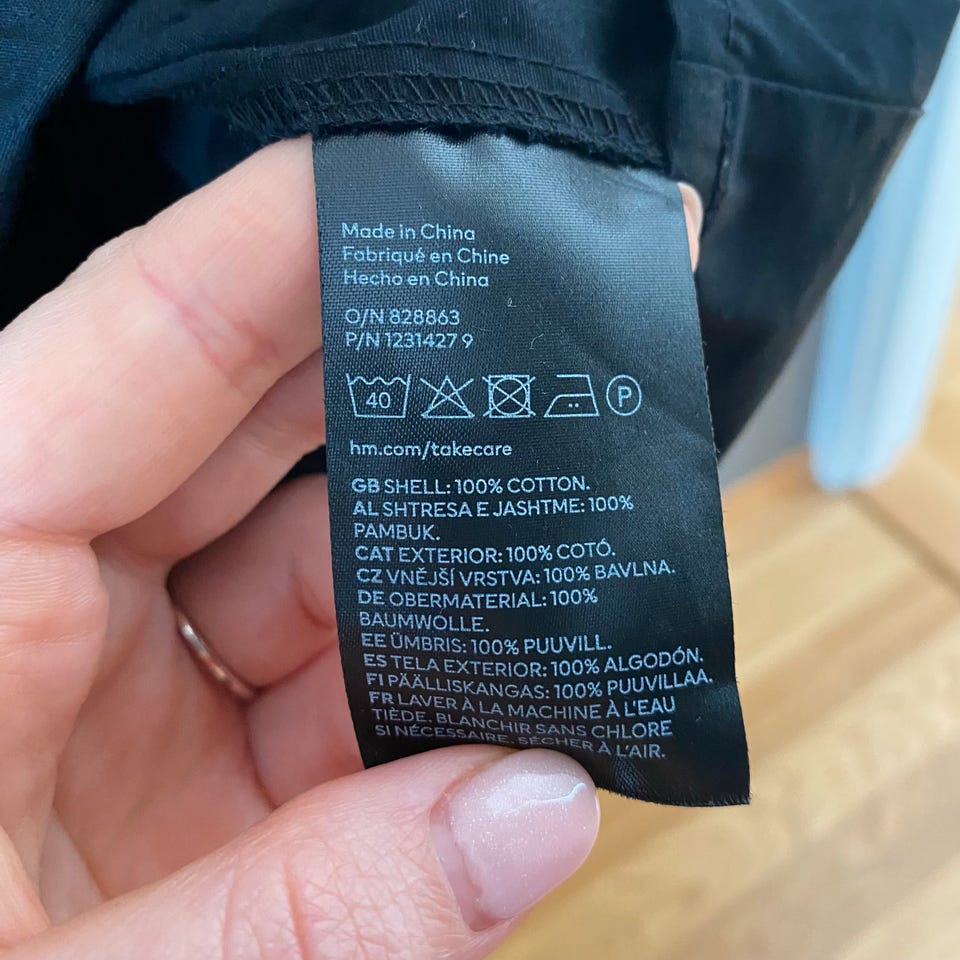 Made in China
Fabriqué en Chine
Hecho en China
O/N 828863
P/N 1231427 9
40
P
hm.com/takecare
GB SHELL: 100% COTTON.
AL SHTRESA E JASHTME: 100%
PAMBUK.
CAT EXTERIOR: 100% COTÓ.
CZ VNĚJŠÍ VRSTVA: 100% BAVLNA.
DE OBERMATERIAL: 100%
BAUMWOLLE.
EE ÜMBRIS: 100% PUUVILL.
ES TELA EXTERIOR: 100% ALGODÓN.
FI PÄÄLLISKANGAS: 100% PUUVILLAA.
FR LAVER À LA MACHINE À L'EAU
TIÈDE. BLANCHIR SANS CHLORE
SI NÉCESSAIRE. SÉCHER À L'AIR.